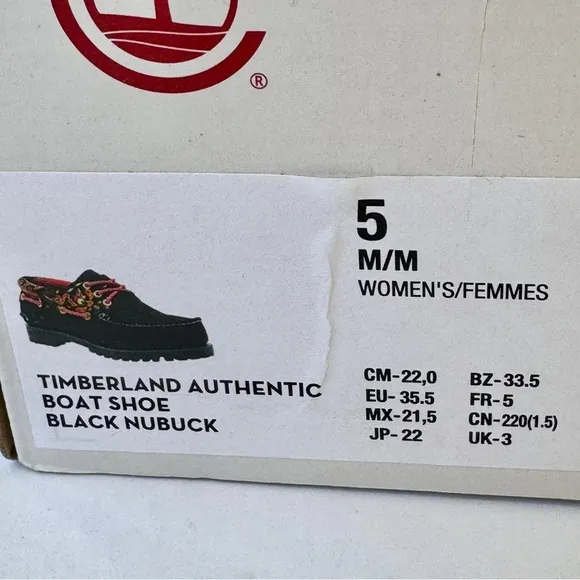 ®
5
M/M
WOMEN'S/FEMMES
TIMBERLAND AUTHENTIC
BOAT SHOE
BLACK NUBUCK
CM-22,0 BZ-33.5
EU- 35.5 FR-5
MX-21,5 CN-220(1.5)
JP- 22 UK-3